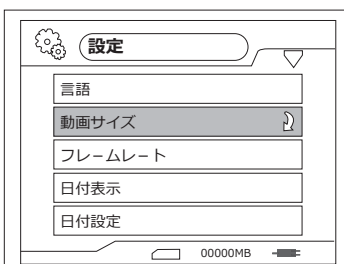 設定
言語
動画サイズ
フレームレート
日付表示
日付設定
00000MB